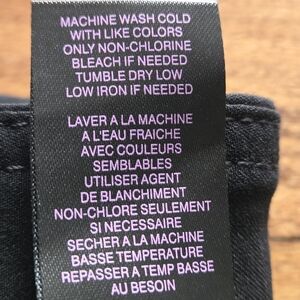 MACHINE WASH COLD
WITH LIKE COLORS
ONLY NON-CHLORINE
BLEACH IF NEEDED
TUMBLE DRY LOW
LOW IRON IF NEEDED
LAVER A LA MACHINE
A L'EAU FRAICHE
AVEC COULEURS
SEMBLABLES
UTILISER AGENT
DE BLANCHIMENT
NON-CHLORE SEULEMENT
SI NECESSAIRE
SECHER A LA MACHINE
BASSE TEMPERATURE
REPASSER A TEMP BASSE
AU BESOIN